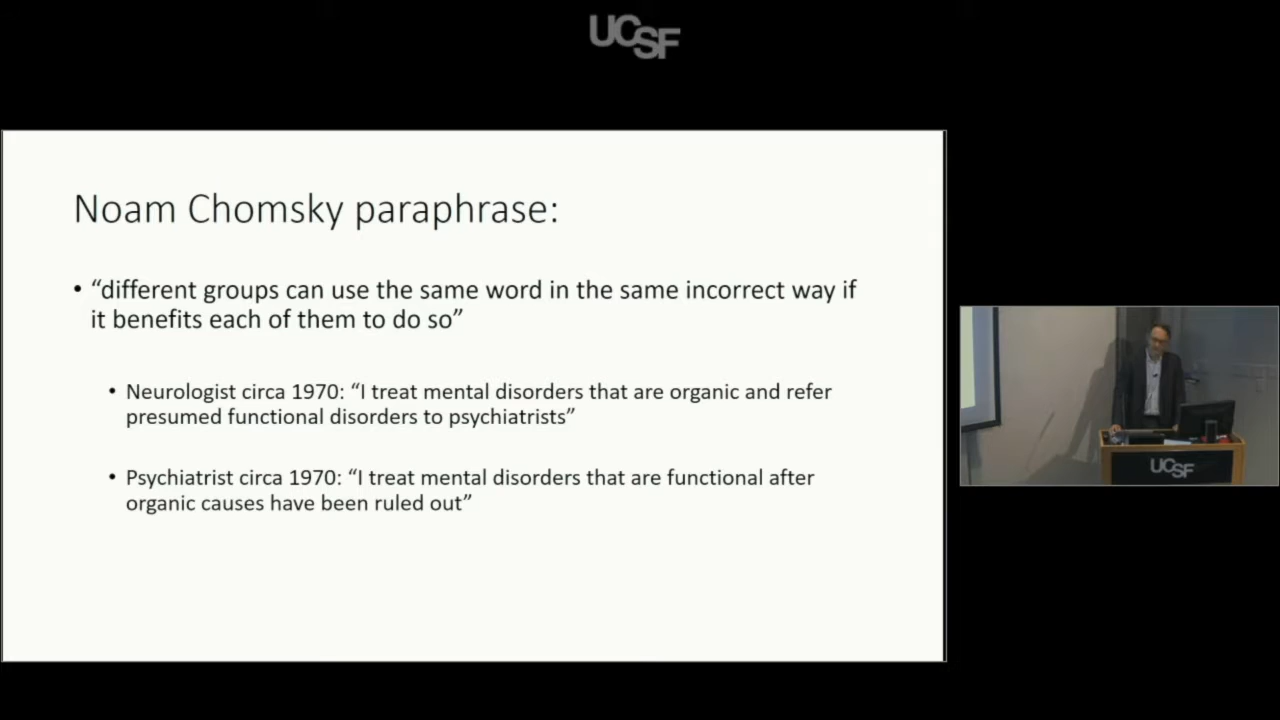 UCSF
Noam Chomsky paraphrase:
• “different groups can use the same word in the same incorrect way if
it benefits each of them to do so”
• Neurologist circa 1970: “I treat mental disorders that are organic and refer
presumed functional disorders to psychiatrists”
• Psychiatrist circa 1970: “I treat mental disorders that are functional after
organic causes have been ruled out”
UCSF